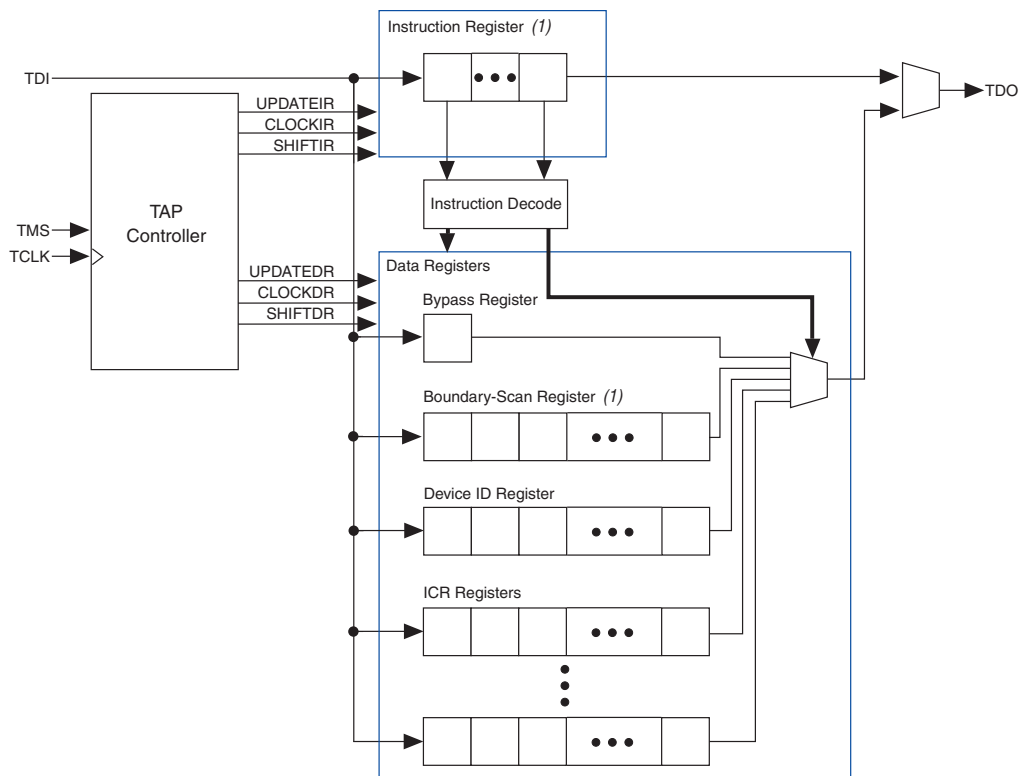 Instruction Register (1)
TDI
TDO
UPDATEIR
CLOCKIR
SHIFTIR
TAP
Controller
Instruction Decode
TMS
TCLK
Data Registers
UPDATEDR
CLOCKDR
SHIFTDR
Bypass Register
Boundary-Scan Register (1)
Device ID Register
ICR Registers